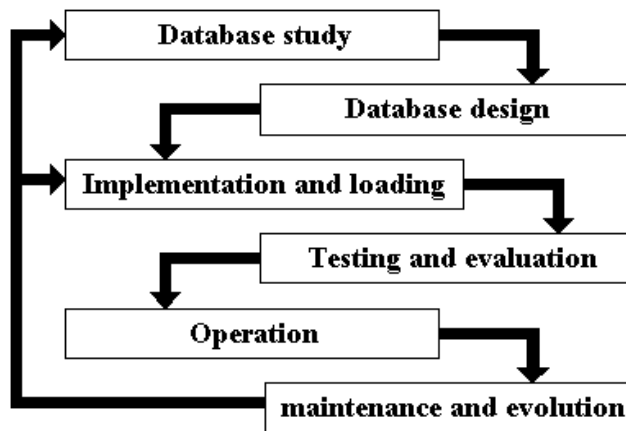 Database study
Database design
Implementation and loading
Testing and evaluation
Operation
maintenance and evolution